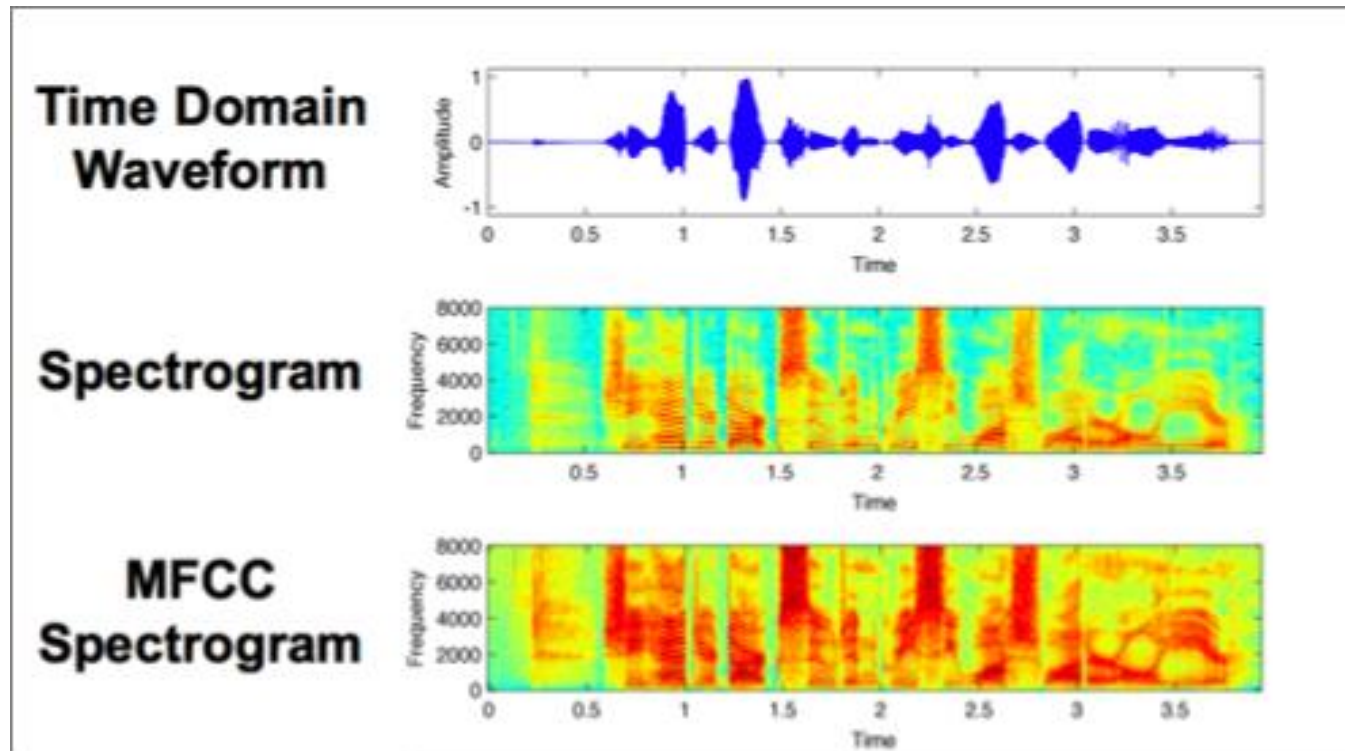 Time Domain
Waveform
Amplitude
1
0
-1
0 0.5 1 1.5 2 2.5 3 3.5
Time
Spectrogram
Frequency
8000
6000
4000
2000
0
0.5 1 1.5 2 2.5 3 3.5
Time
MFCC
Spectrogram
Frequency
8000
6000
4000
2000
0
0 0.5 1 1.5 2 2.5 3 3.5
Time